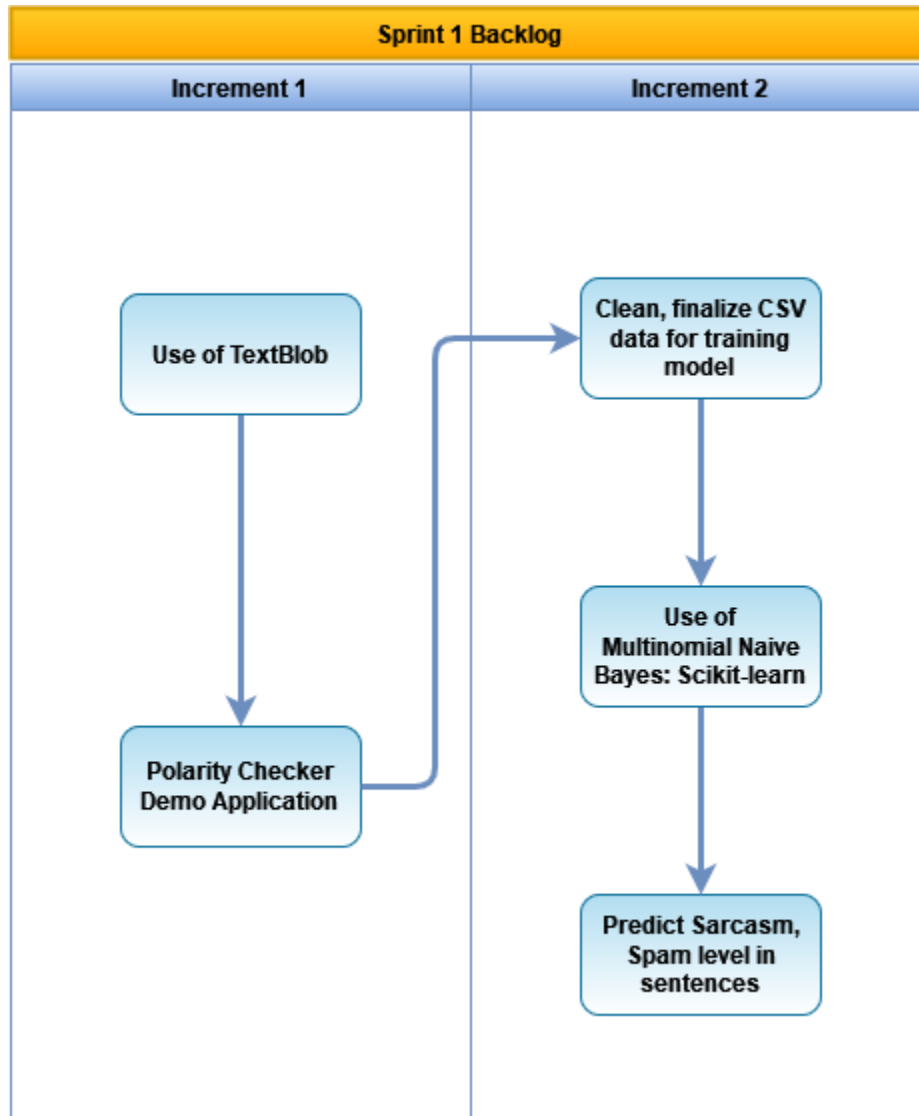 Sprint 1 Backlog
Increment 1
Increment 2
Use of TextBlob
Polarity Checker
Demo Application
Clean, finalize CSV
data for training
model
Use of
Multinomial Naive
Bayes: Scikit-learn
Predict Sarcasm,
Spam level in
sentences